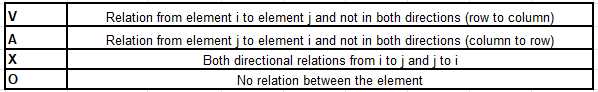 V Relation from element i to element j and not in both directions (row to column)
A Relation from element j to element i and not in both directions (column to row)
X Both directional relations from i to j and j to i
O No relation between the element